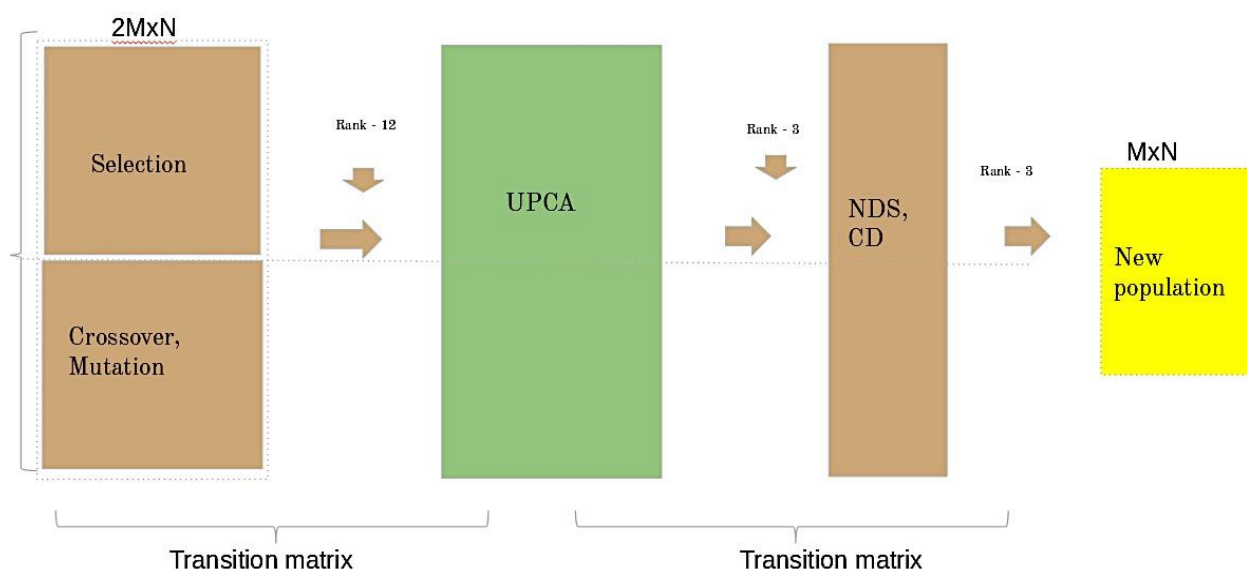 2MxN
Selection
Crossover,
Mutation
Rank - 12
UPCA
Rank - 3
NDS,
CD
Rank - 3
MxN
New
population
Transition matrix
Transition matrix